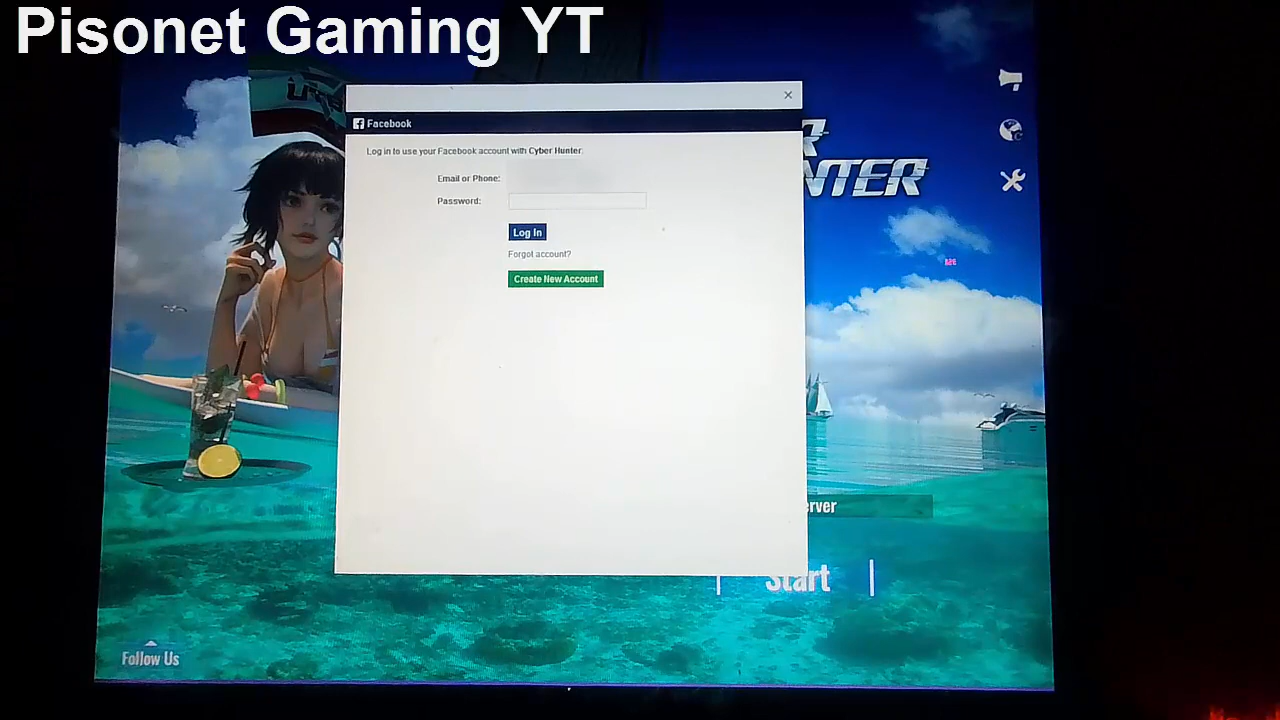 Pisonet Gaming YT
Facebook
Log in to use your Facebook account with Cyber Hunter.
Email or Phone:
Password:
Log In
Forgot account?
Create New Account
NTER
erver
Start
Follow Us